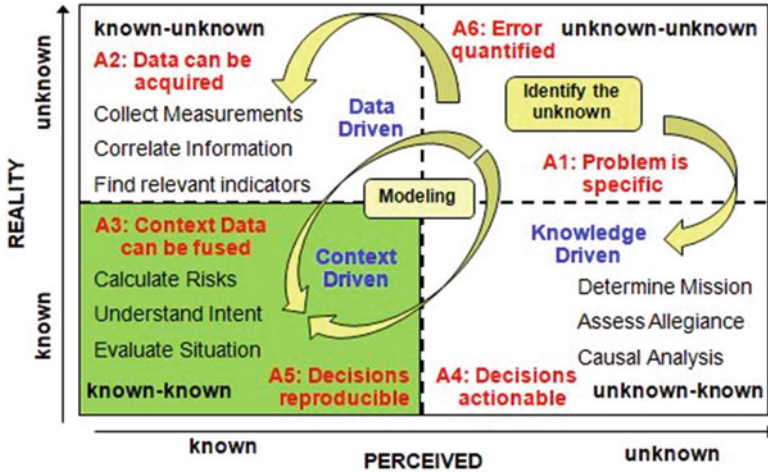 known-unknown
A2: Data can be
acquired
Collect Measurements
Correlate Information
Find relevant indicators
Data
Driven
A6: Error
quantified
unknown-unknown
Identify the
unknown
A1: Problem is
specific
Modeling
A3: Context Data
can be fused
Calculate Risks
Understand Intent
Evaluate Situation
Context
Driven
known-known
A5: Decisions
reproducible
Knowledge
Driven
Determine Mission
Assess Allegiance
Causal Analysis
A4: Decisions
actionable
unknown-known
REALITY
unknown
known
known
unknown
PERCEIVED